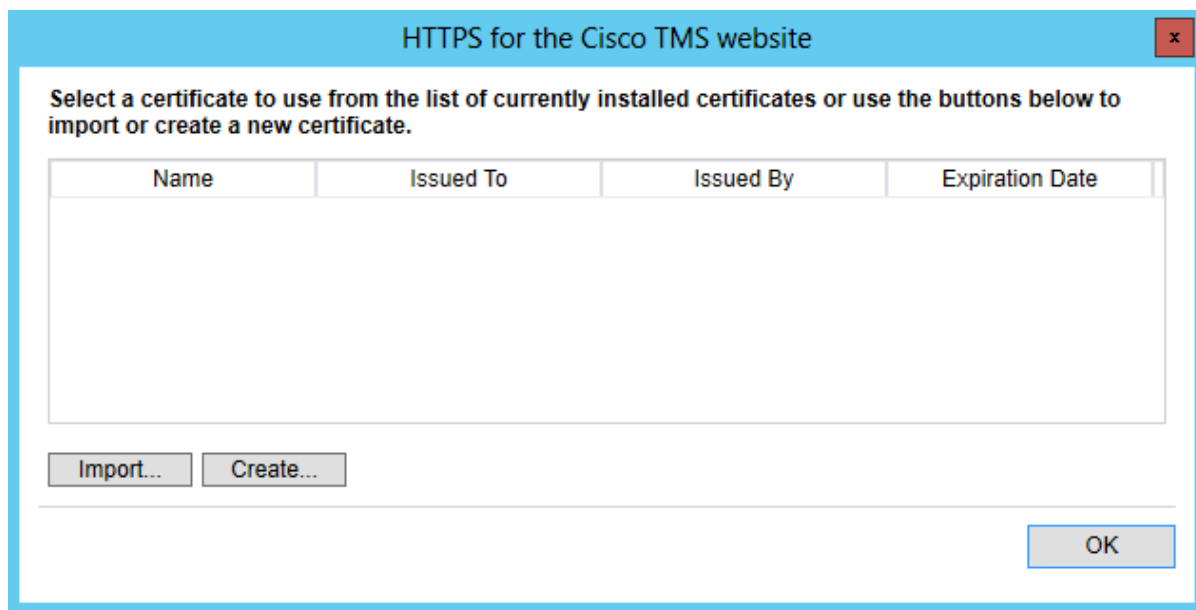 HTTPS for the Cisco TMS website
x
Select a certificate to use from the list of currently installed certificates or use the buttons below to
import or create a new certificate.
Name Issued To Issued By Expiration Date
Import... Create...
OK